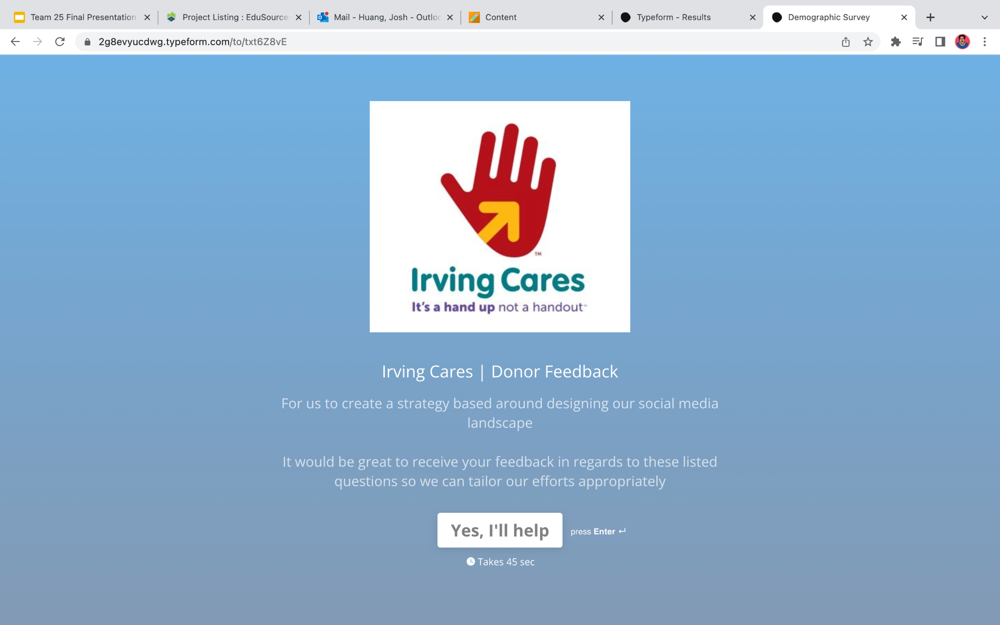 Team 25 Final Presentation
Project Listing : EduSource
Mail - Huang, Josh - Outloo
Content
Typeform - Results
Demographic Survey
2g8evyucdwg.typeform.com/to/txt6Z8vE
TM
Irving Cares
It's a hand up not a handout
Irving Cares | Donor Feedback
For us to create a strategy based around designing our social media
landscape
It would be great to receive your feedback in regards to these listed
questions so we can tailor our efforts appropriately
Yes, I'll help
press Enter ↵
Takes 45 sec